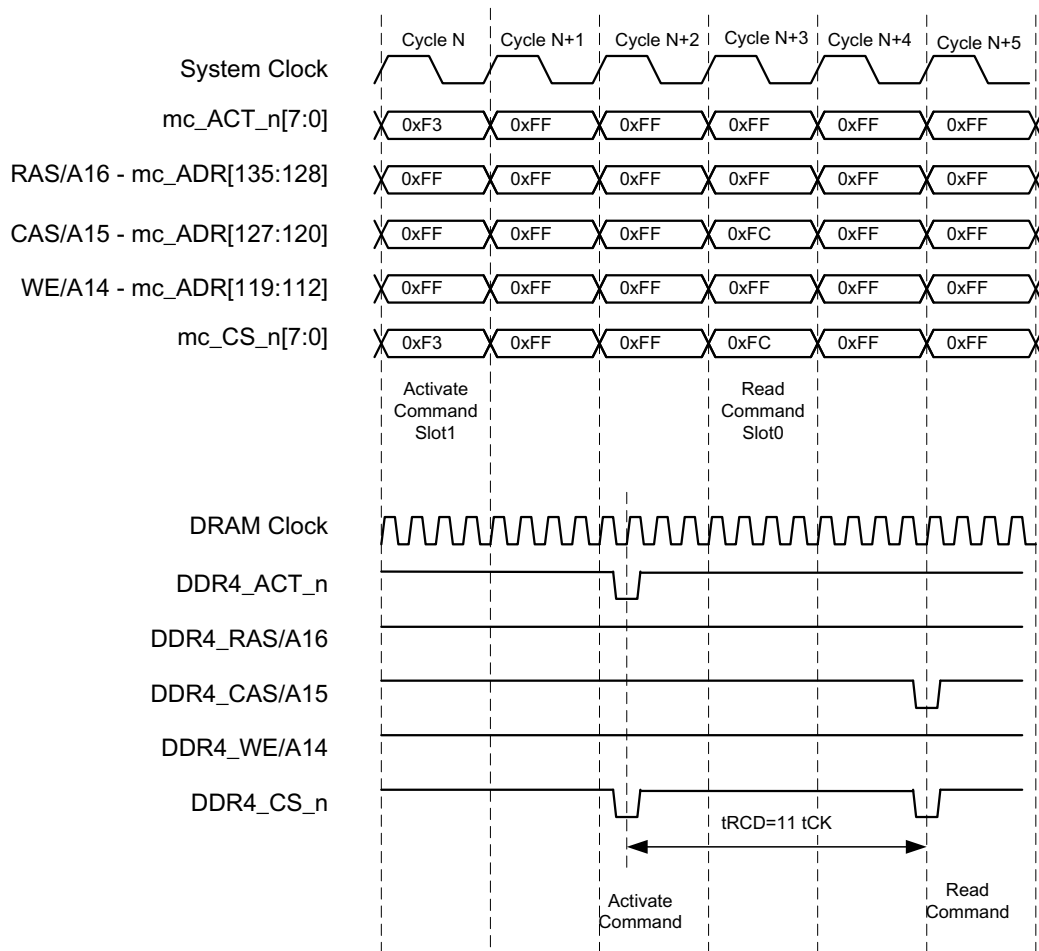 Cycle N Cycle N+1 Cycle N+2 Cycle N+3 Cycle N+4 Cycle N+5
System Clock
mc_ACT_n[7:0] 0xF3 0xFF 0xFF 0xFF 0xFF 0xFF
RAS/A16 - mc_ADR[135:128] 0xFF 0xFF 0xFF 0xFF 0xFF 0xFF
CAS/A15 - mc_ADR[127:120] 0xFF 0xFF 0xFF 0xFC 0xFF 0xFF
WE/A14 - mc_ADR[119:112] 0xFF 0xFF 0xFF 0xFF 0xFF 0xFF
mc_CS_n[7:0] 0xF3 0xFF 0xFF 0xFC 0xFF 0xFF
Activate
Command
Slot1
Read
Command
Slot0
DRAM Clock
DDR4_ACT_n
DDR4_RAS/A16
DDR4_CAS/A15
DDR4_WE/A14
DDR4_CS_n
tRCD=11 tCK
Activate
Command
Read
Command